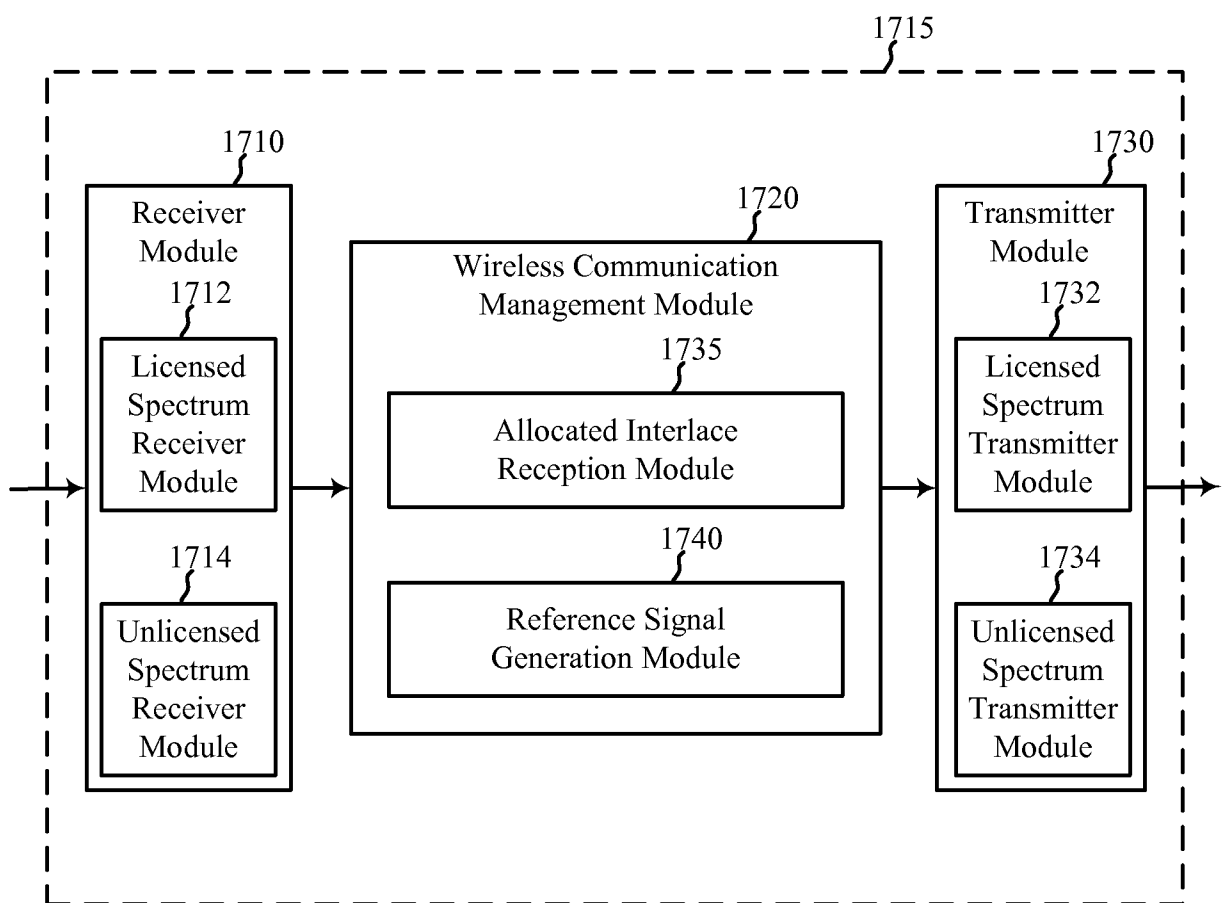 1715
1710
Receiver
Module
1712
Licensed
Spectrum
Receiver
Module
1714
Unlicensed
Spectrum
Receiver
Module
1720
Wireless Communication
Management Module
1735
Allocated Interlace
Reception Module
1740
Reference Signal
Generation Module
1730
Transmitter
Module
1732
Licensed
Spectrum
Transmitter
Module
1734
Unlicensed
Spectrum
Transmitter
Module